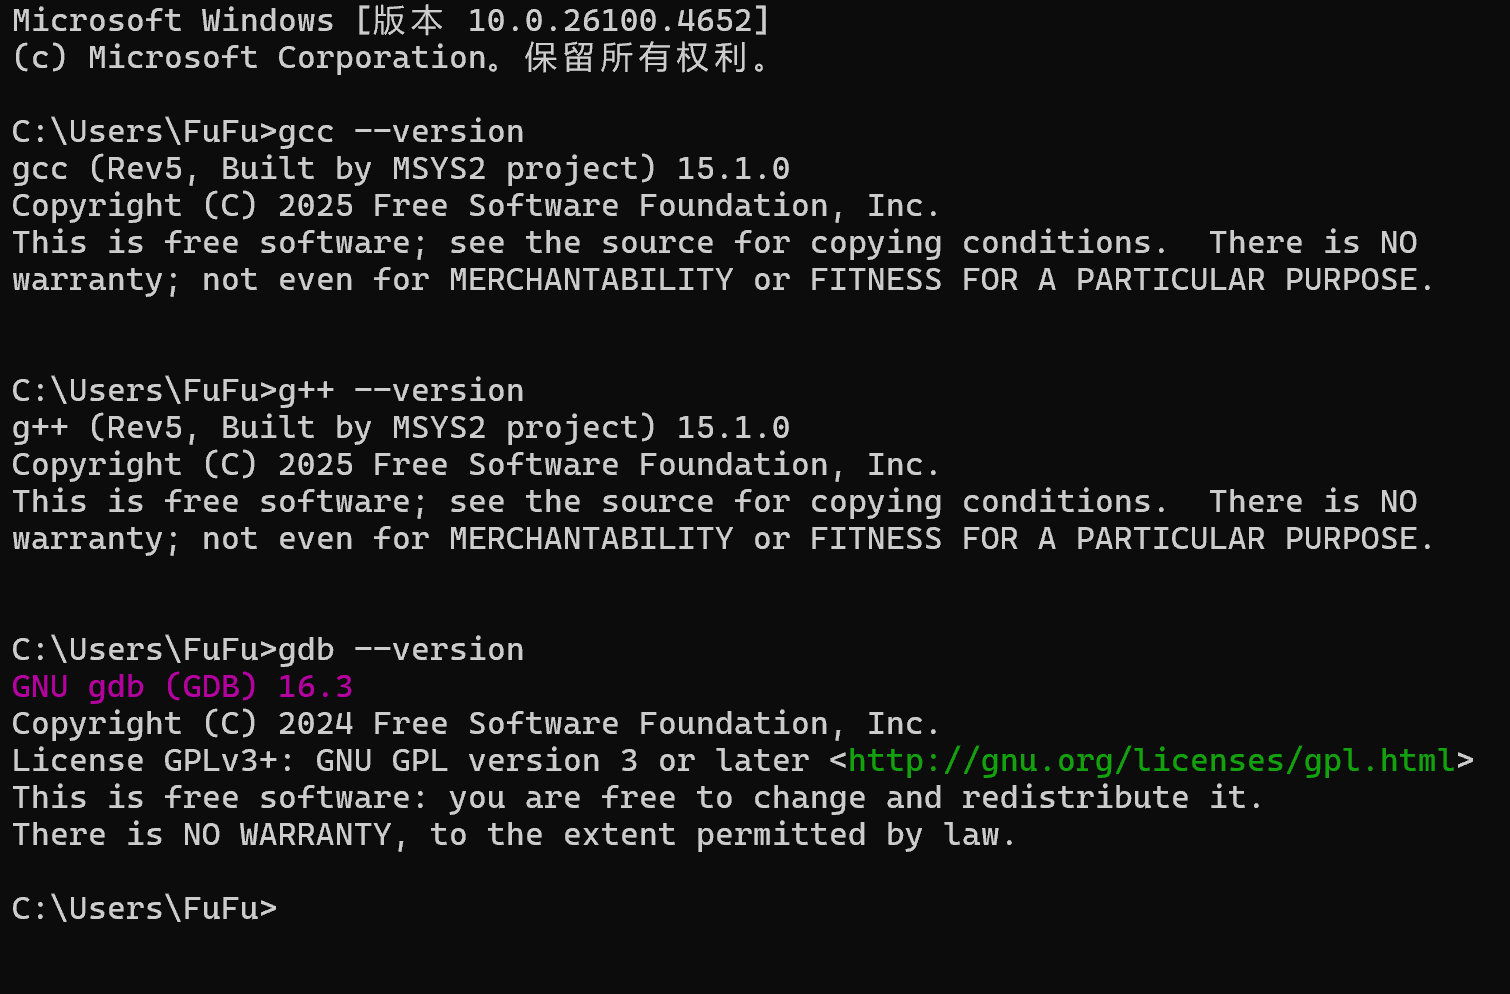 Microsoft Windows [版本 10.0.26100.4652]
(c) Microsoft Corporation。保留所有权利。
C:\Users\FuFu>gcc --version
gcc (Rev5, Built by MSYS2 project) 15.1.0
Copyright (C) 2025 Free Software Foundation, Inc.
This is free software; see the source for copying conditions.  There is NO
warranty; not even for MERCHANTABILITY or FITNESS FOR A PARTICULAR PURPOSE.
C:\Users\FuFu>g++ --version
g++ (Rev5, Built by MSYS2 project) 15.1.0
Copyright (C) 2025 Free Software Foundation, Inc.
This is free software; see the source for copying conditions.  There is NO
warranty; not even for MERCHANTABILITY or FITNESS FOR A PARTICULAR PURPOSE.
C:\Users\FuFu>gdb --version
GNU gdb (GDB) 16.3
Copyright (C) 2024 Free Software Foundation, Inc.
License GPLv3+: GNU GPL version 3 or later <http://gnu.org/licenses/gpl.html>
This is free software: you are free to change and redistribute it.
There is NO WARRANTY, to the extent permitted by law.
C:\Users\FuFu>